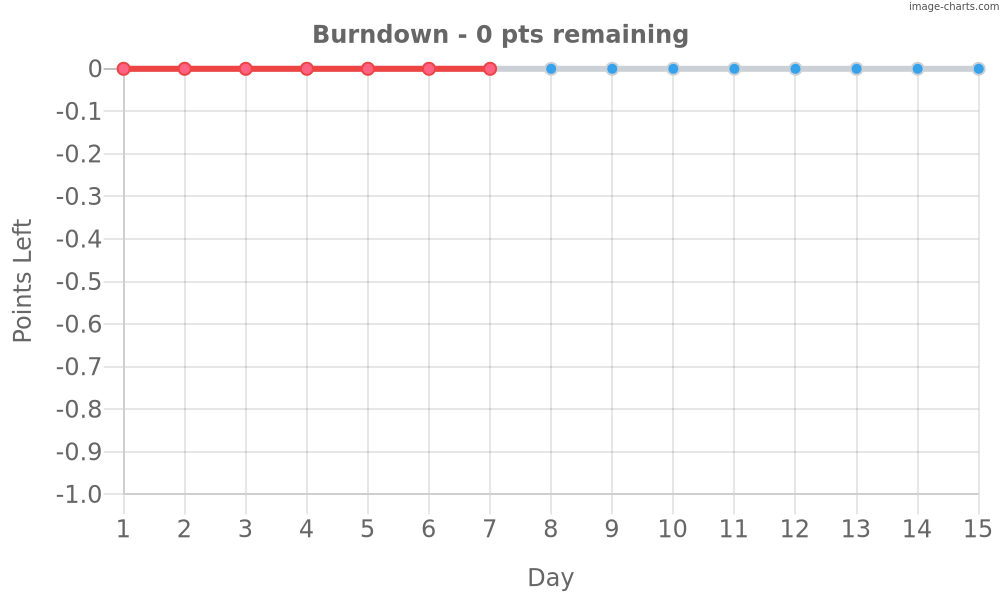 image-charts.com
Burndown - 0 pts remaining
Points Left
0
-0.1
-0.2
-0.3
-0.4
-0.5
-0.6
-0.7
-0.8
-0.9
-1.0
1 2 3 4 5 6 7 8 9 10 11 12 13 14 15
Day